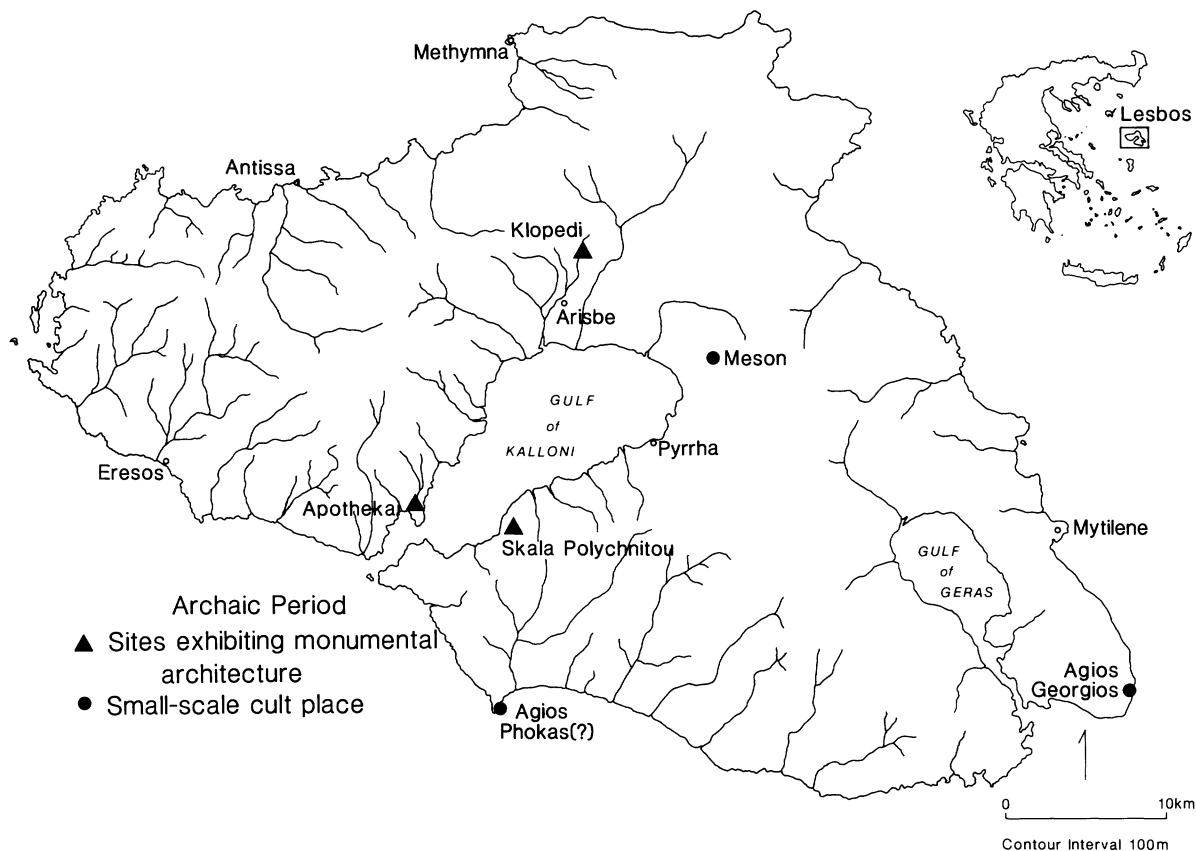 Methymna
Lesbos
Antissa
Klopedi
Arisbe
Meson
GULF
of
KALLONI
Pyrrha
Eresos
Apothekai
Skala Polychnitou
Mytilene
GULF
of
GERAS
Archaic Period
Sites exhibiting monumental
architecture
Small-scale cult place
Agios
Georgios
Agios
Phokas(?)
0 10km
Contour Interval 100m